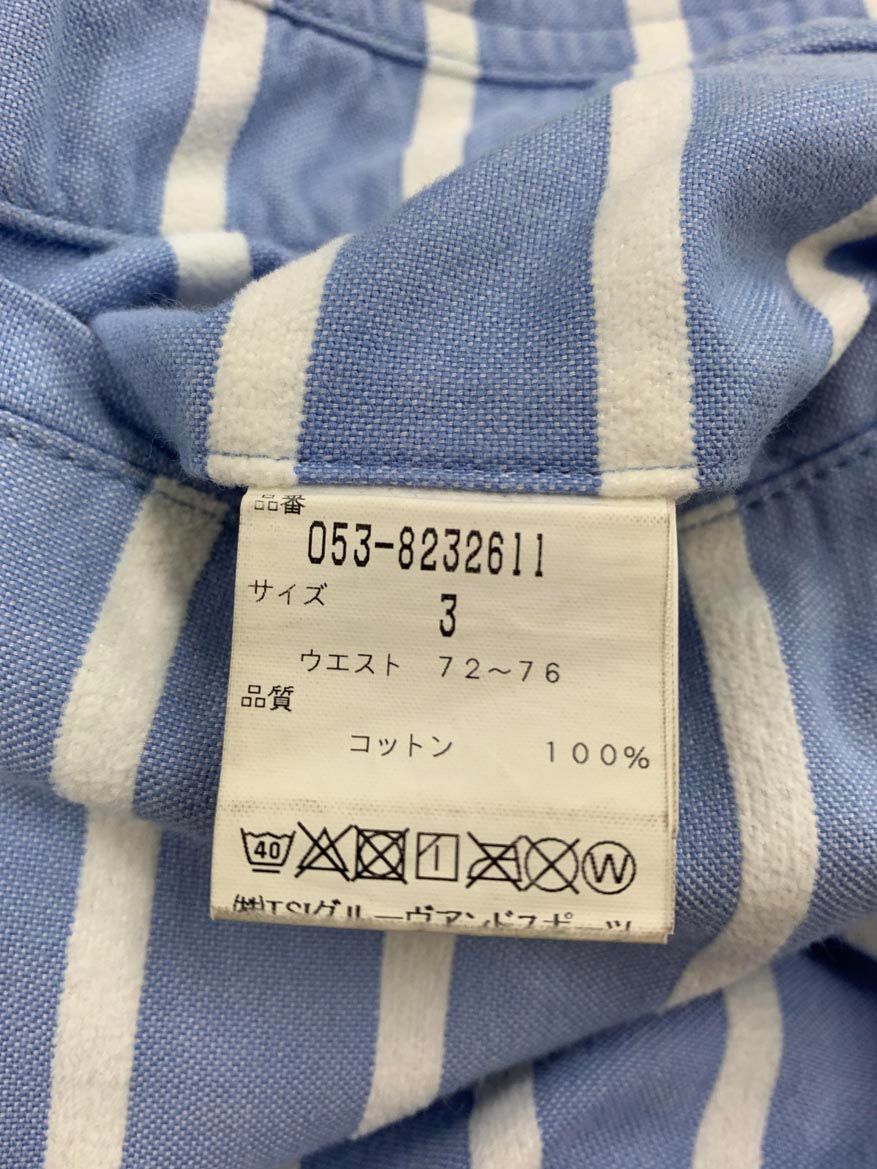 品番
053-8232611
サイズ
3
ウエスト 72～76
品質
コットン 100%
40 W
㈱TSIグルーヴアンドスポーツ